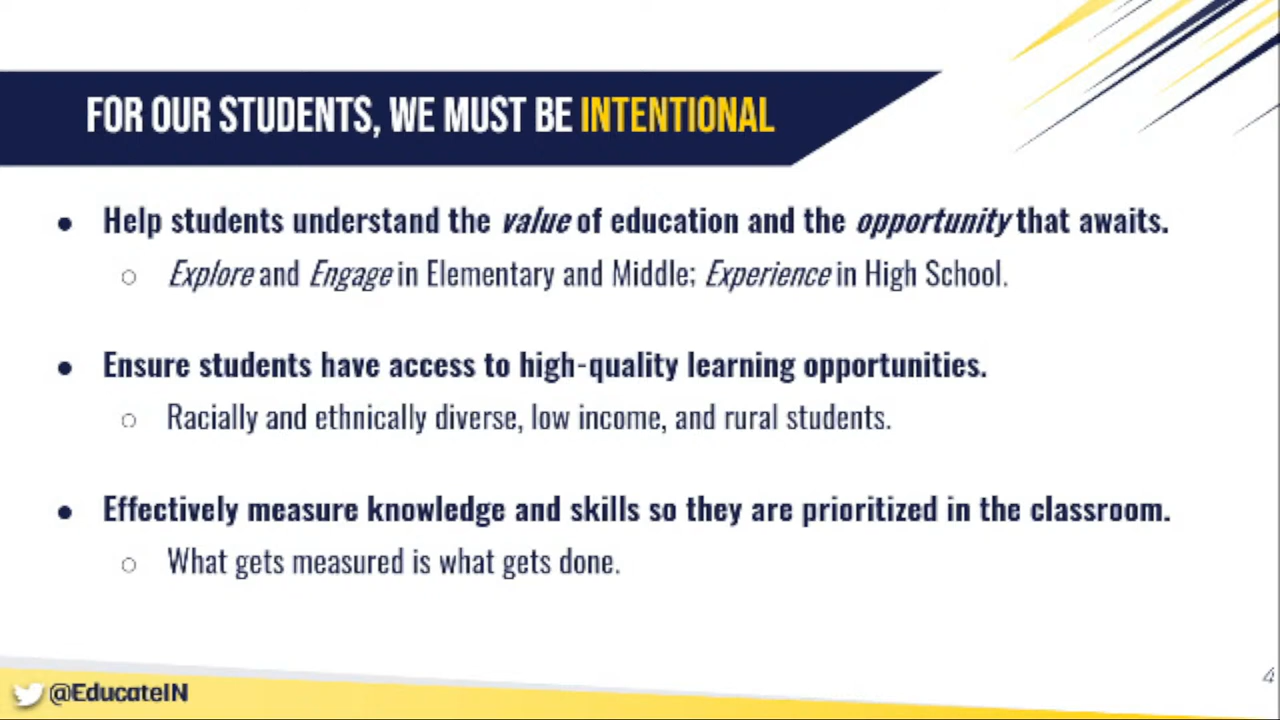 FOR OUR STUDENTS, WE MUST BE INTENTIONAL
● Help students understand the value of education and the opportunity that awaits.
○ Explore and Engage in Elementary and Middle; Experience in High School.
● Ensure students have access to high-quality learning opportunities.
○ Racially and ethnically diverse, low income, and rural students.
● Effectively measure knowledge and skills so they are prioritized in the classroom.
○ What gets measured is what gets done.
@EducateIN
4